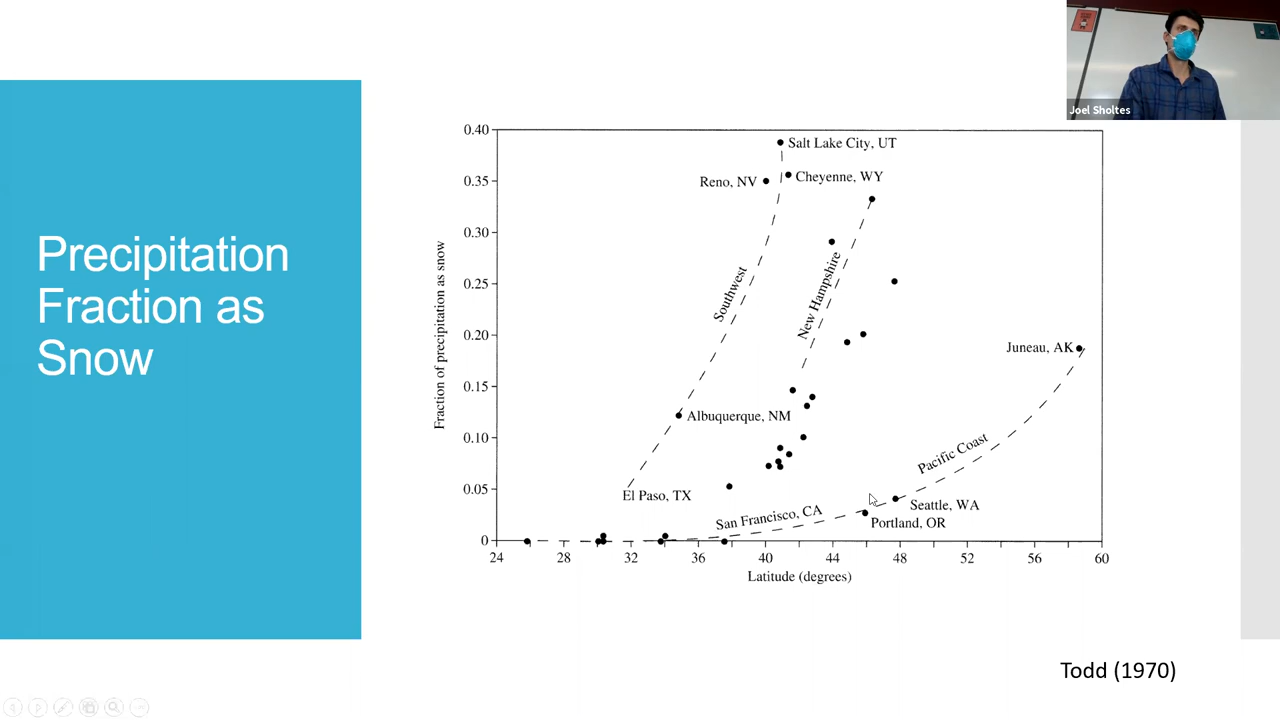 Joel Sholtes
Precipitation
Fraction as
Snow
0.40
0.35
0.30
0.25
0.20
0.15
0.10
0.05
0
Fraction of precipitation as snow
Salt Lake City, UT
Reno, NV
Cheyenne, WY
Southwest
New Hampshire
Juneau, AK
Albuquerque, NM
Pacific Coast
El Paso, TX
San Francisco, CA
Seattle, WA
Portland, OR
24 28 32 36 40 44 48 52 56 60
Latitude (degrees)
Todd (1970)